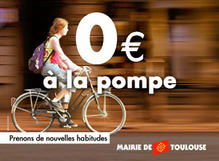 0€
à la pompe
Prenons de nouvelles habitudes
MAIRIE DE TOULOUSE